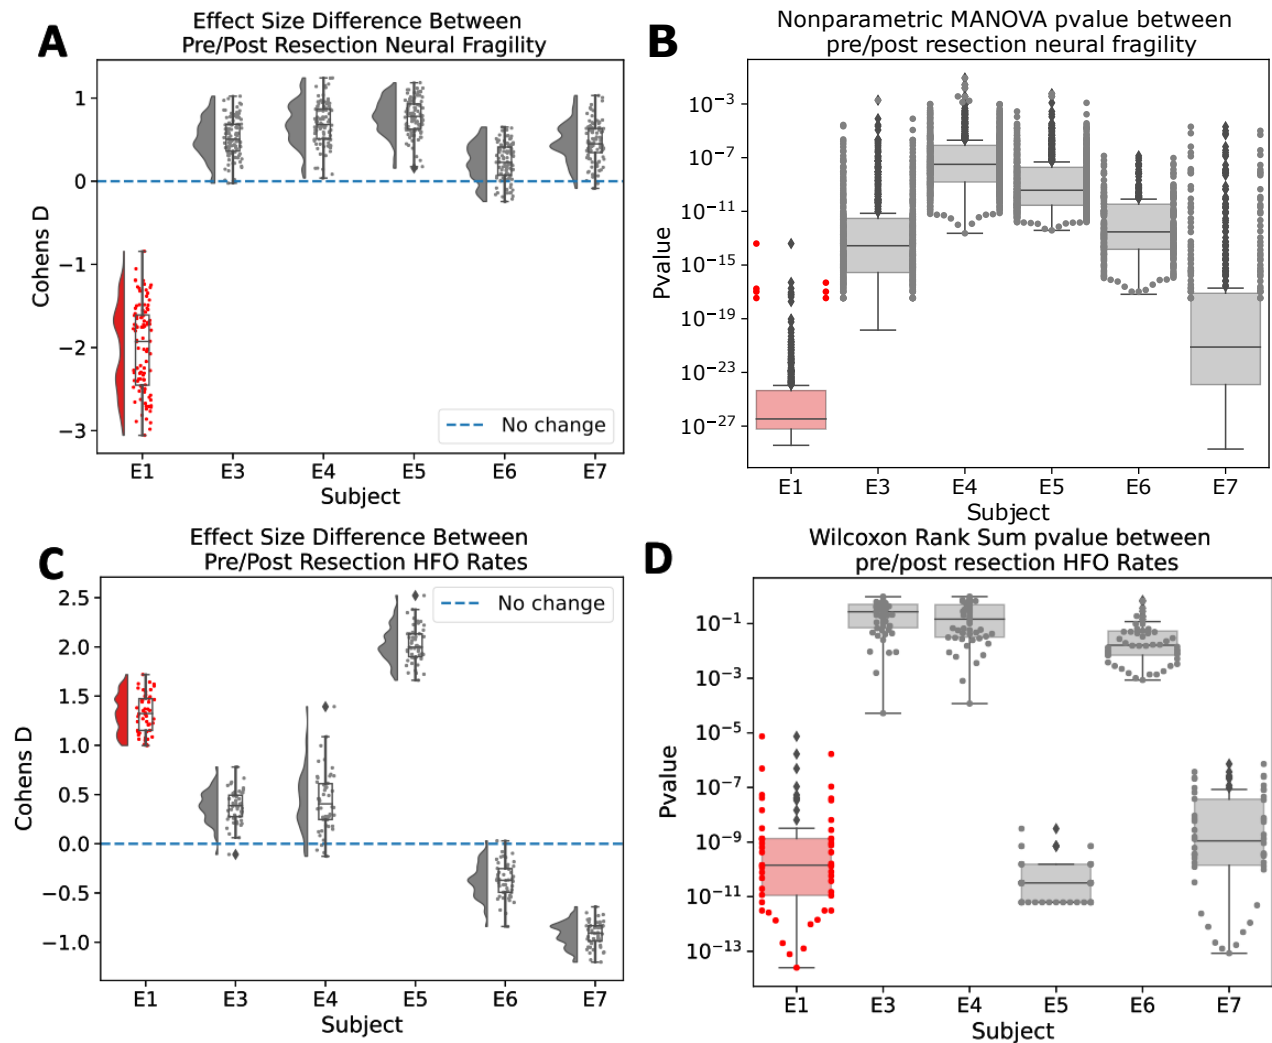 A
Effect Size Difference Between
Pre/Post Resection Neural Fragility
Cohens D
1
0
−1
−2
−3
No change
E1 E3 E4 E5 E6 E7
Subject
B
Nonparametric MANOVA pvalue between
pre/post resection neural fragility
Pvalue
10⁻³
10⁻⁷
10⁻¹¹
10⁻¹⁵
10⁻¹⁹
10⁻²³
10⁻²⁷
E1 E3 E4 E5 E6 E7
Subject
C
Effect Size Difference Between
Pre/Post Resection HFO Rates
Cohens D
2.5
2.0
1.5
1.0
0.5
0.0
−0.5
−1.0
No change
E1 E3 E4 E5 E6 E7
Subject
D
Wilcoxon Rank Sum pvalue between
pre/post resection HFO Rates
Pvalue
10⁻¹
10⁻³
10⁻⁵
10⁻⁷
10⁻⁹
10⁻¹¹
10⁻¹³
E1 E3 E4 E5 E6 E7
Subject